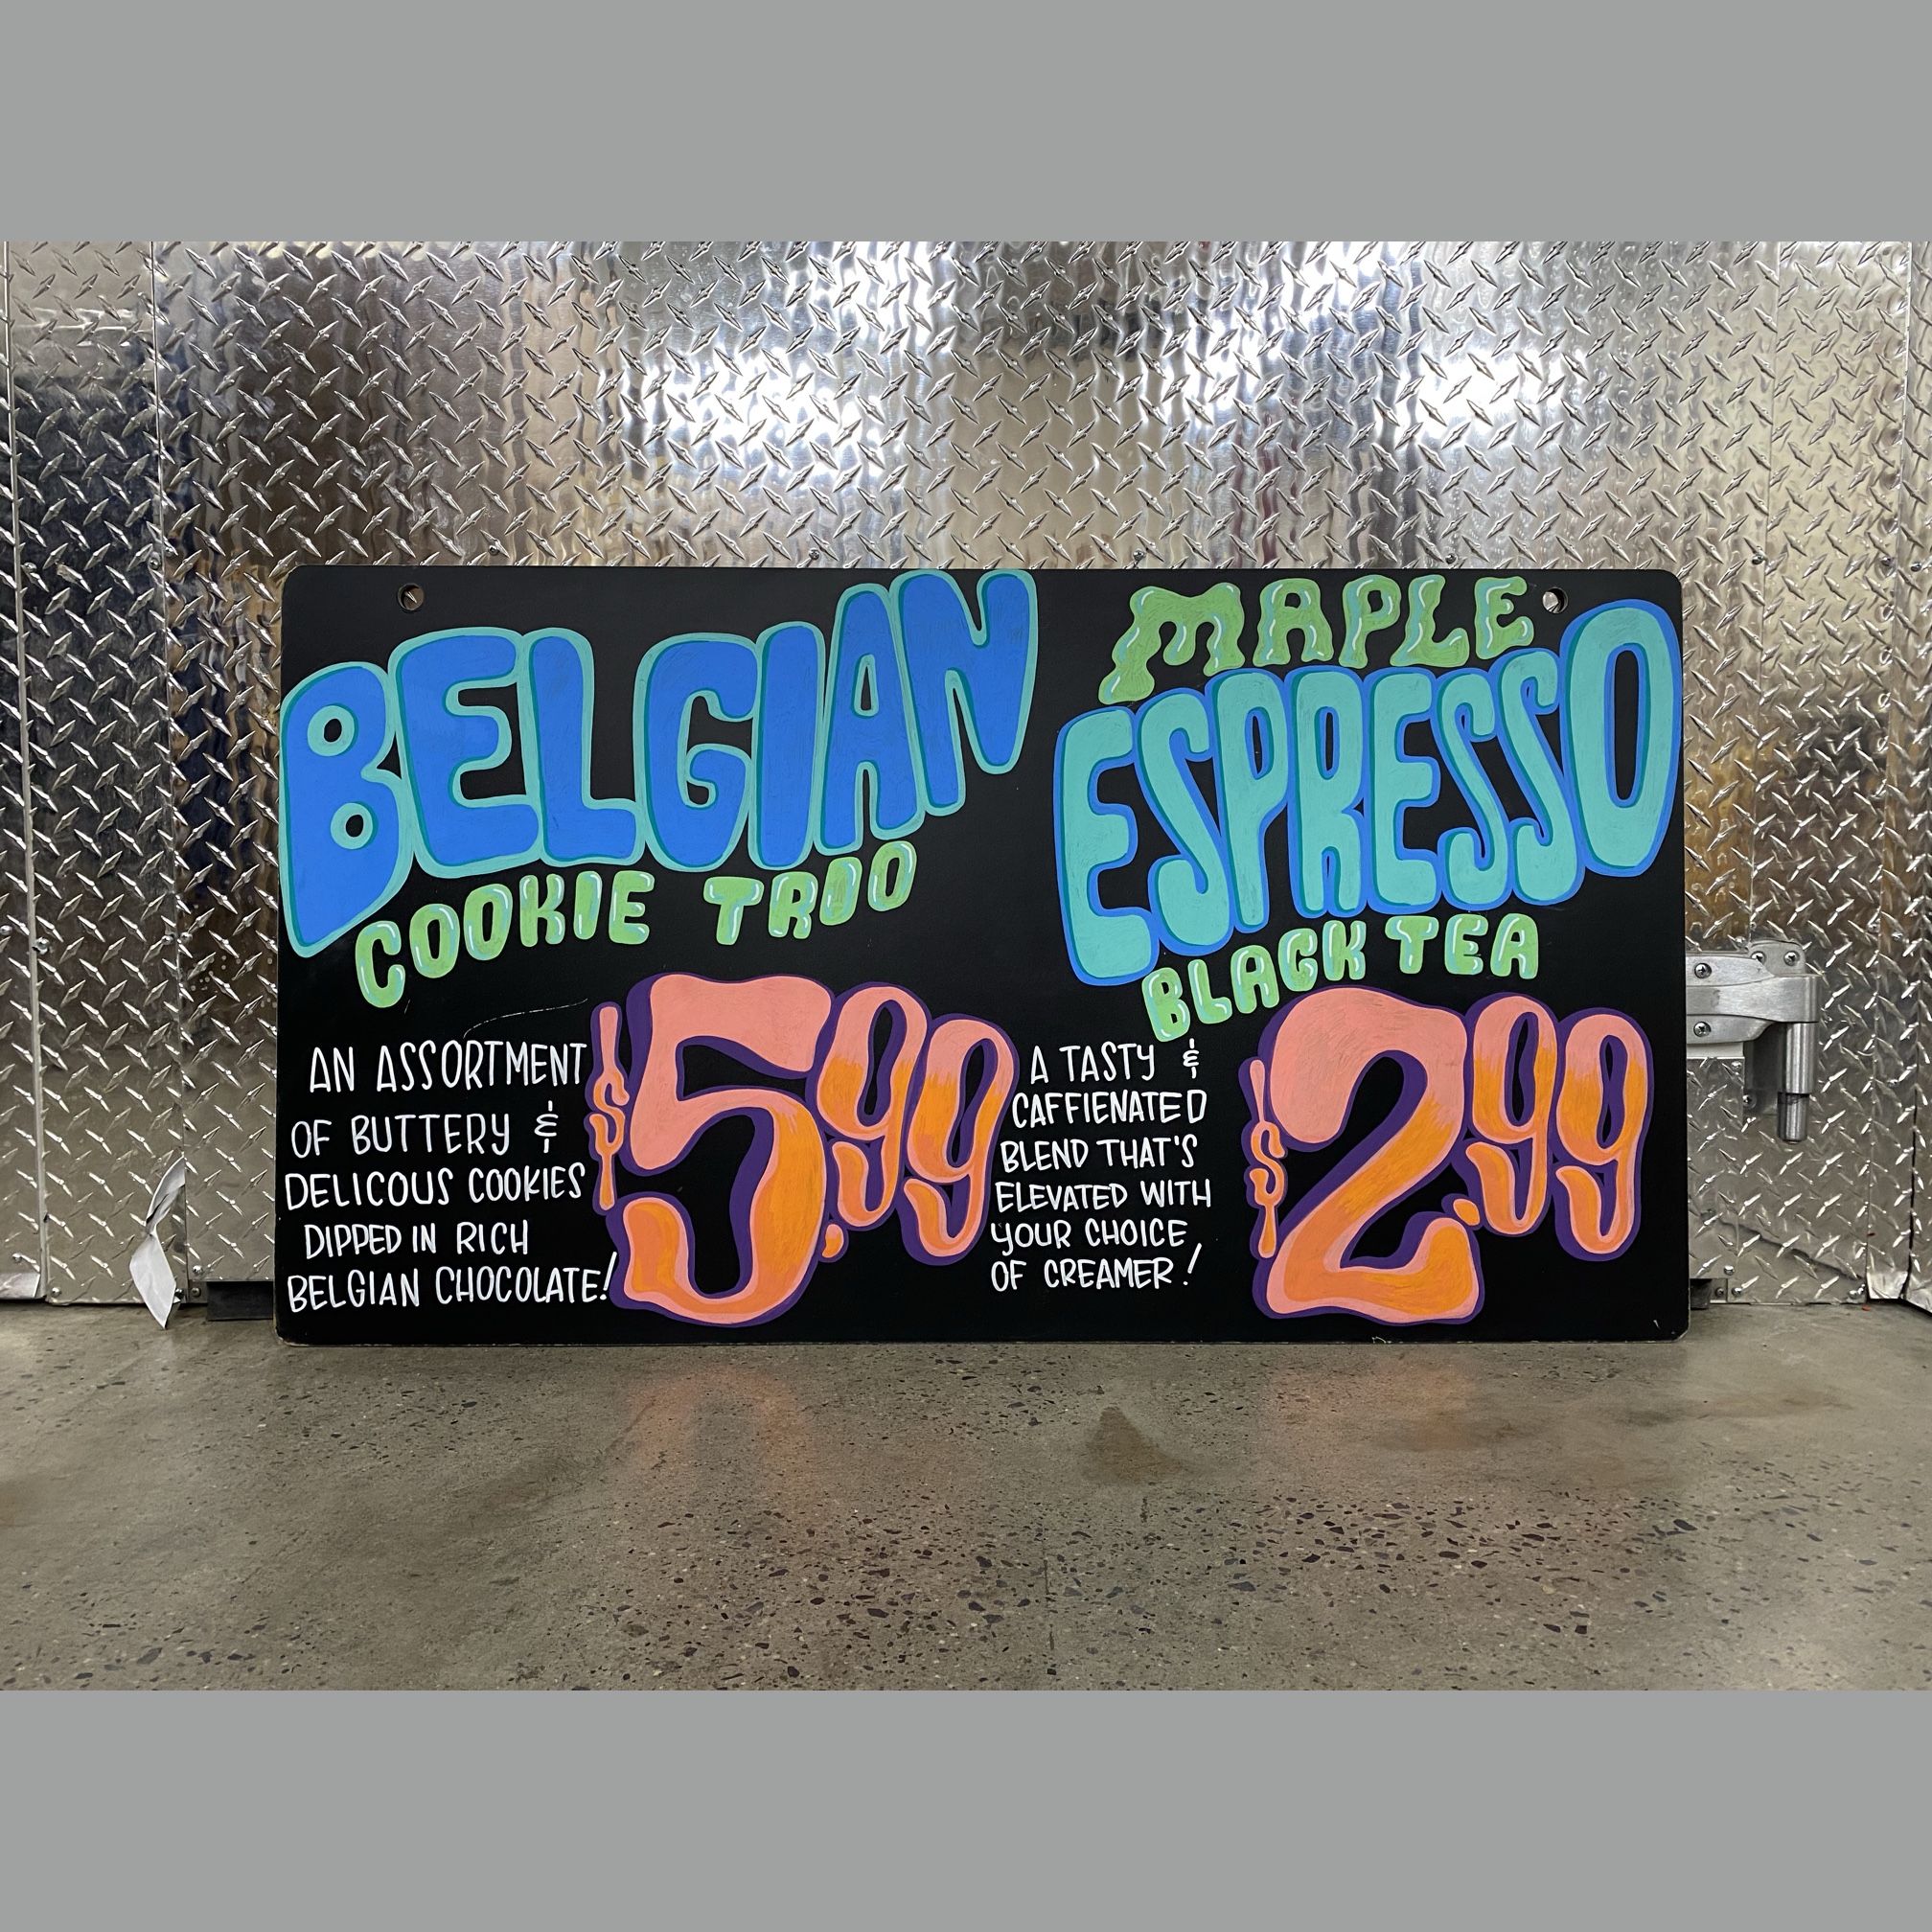 BELGIAN
COOKIE TRIO
AN ASSORTMENT
OF BUTTERY &
DELICOUS COOKIES
DIPPED IN RICH
BELGIAN CHOCOLATE!
$5.99
MAPLE
ESPRESSO
BLACK TEA
A TASTY &
CAFFIENATED
BLEND THAT'S
ELEVATED WITH
YOUR CHOICE
OF CREAMER!
$2.99